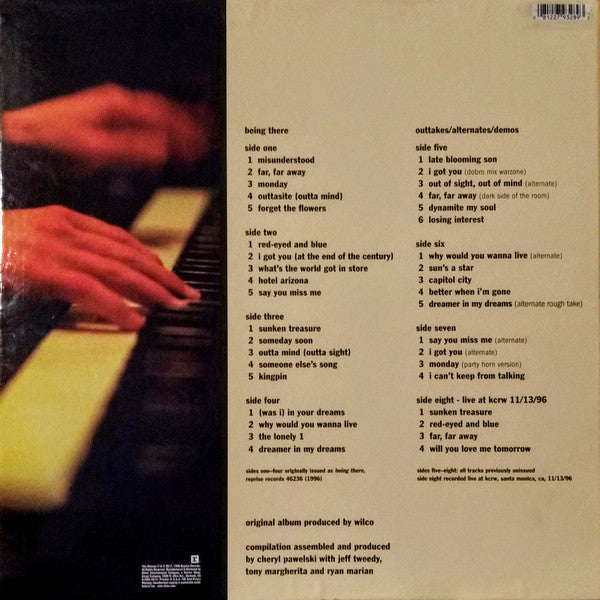 0 81227 93289
being there
side one
1 misunderstood
2 far, far away
3 monday
4 outtasite (outta mind)
5 forget the flowers
side two
1 red-eyed and blue
2 i got you (at the end of the century)
3 what's the world got in store
4 hotel arizona
5 say you miss me
side three
1 sunken treasure
2 someday soon
3 outta mind (outta sight)
4 someone else's song
5 kingpin
side four
1 (was i) in your dreams
2 why would you wanna live
3 the lonely 1
4 dreamer in my dreams
sides one–four originally issued as being there,
reprise records 46236 (1996)
outtakes/alternates/demos
side five
1 late blooming son
2 i got you (dobro mix warzone)
3 out of sight, out of mind (alternate)
4 far, far away (dark side of the room)
5 dynamite my soul
6 losing interest
side six
1 why would you wanna live (alternate)
2 sun's a star
3 capitol city
4 better when i'm gone
5 dreamer in my dreams (alternate rough take)
side seven
1 say you miss me (alternate)
2 i got you (alternate)
3 monday (party horn version)
4 i can't keep from talking
side eight - live at kcrw 11/13/96
1 sunken treasure
2 red-eyed and blue
3 far, far away
4 will you love me tomorrow
sides five–eight: all tracks previously unissued
side eight recorded live at kcrw, santa monica, ca, 11/13/96
original album produced by wilco
compilation assembled and produced
by cheryl pawelski with jeff tweedy,
tony margherita and ryan marian